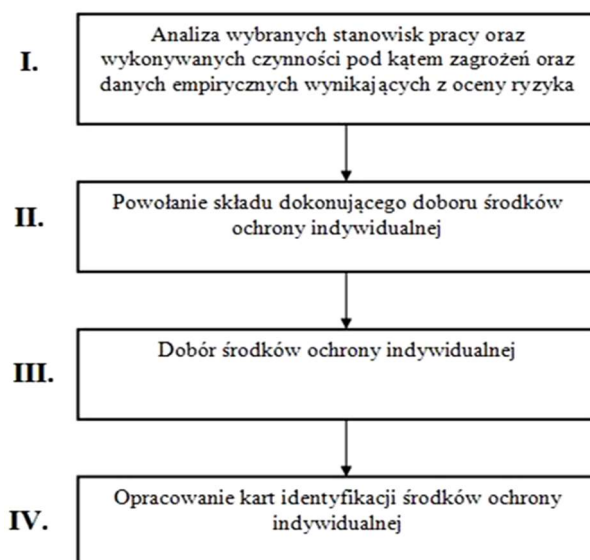 I.
Analiza wybranych stanowisk pracy oraz
wykonywanych czynności pod kątem zagrożeń oraz
danych empirycznych wynikających z oceny ryzyka
II.
Powołanie składu dokonującego doboru środków
ochrony indywidualnej
III.
Dobór środków ochrony indywidualnej
IV.
Opracowanie kart identyfikacji środków ochrony
indywidualnej